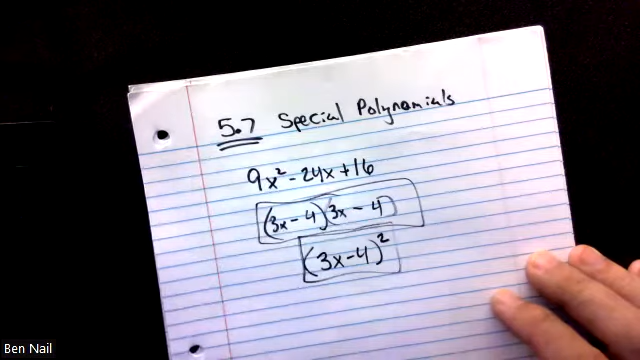 5.7 Special Polynomials
9x² - 24x + 16
(3x - 4)(3x - 4)
(3x - 4)²
Ben Nail